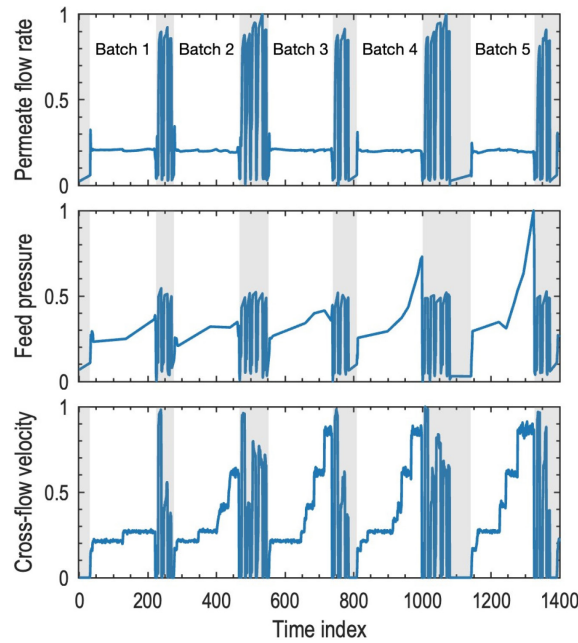 1
Batch 1 Batch 2 Batch 3 Batch 4 Batch 5
0.5
0
Permeate flow rate
1
0.5
0
Feed pressure
1
0.5
0
Cross-flow velocity
0 200 400 600 800 1000 1200 1400
Time index